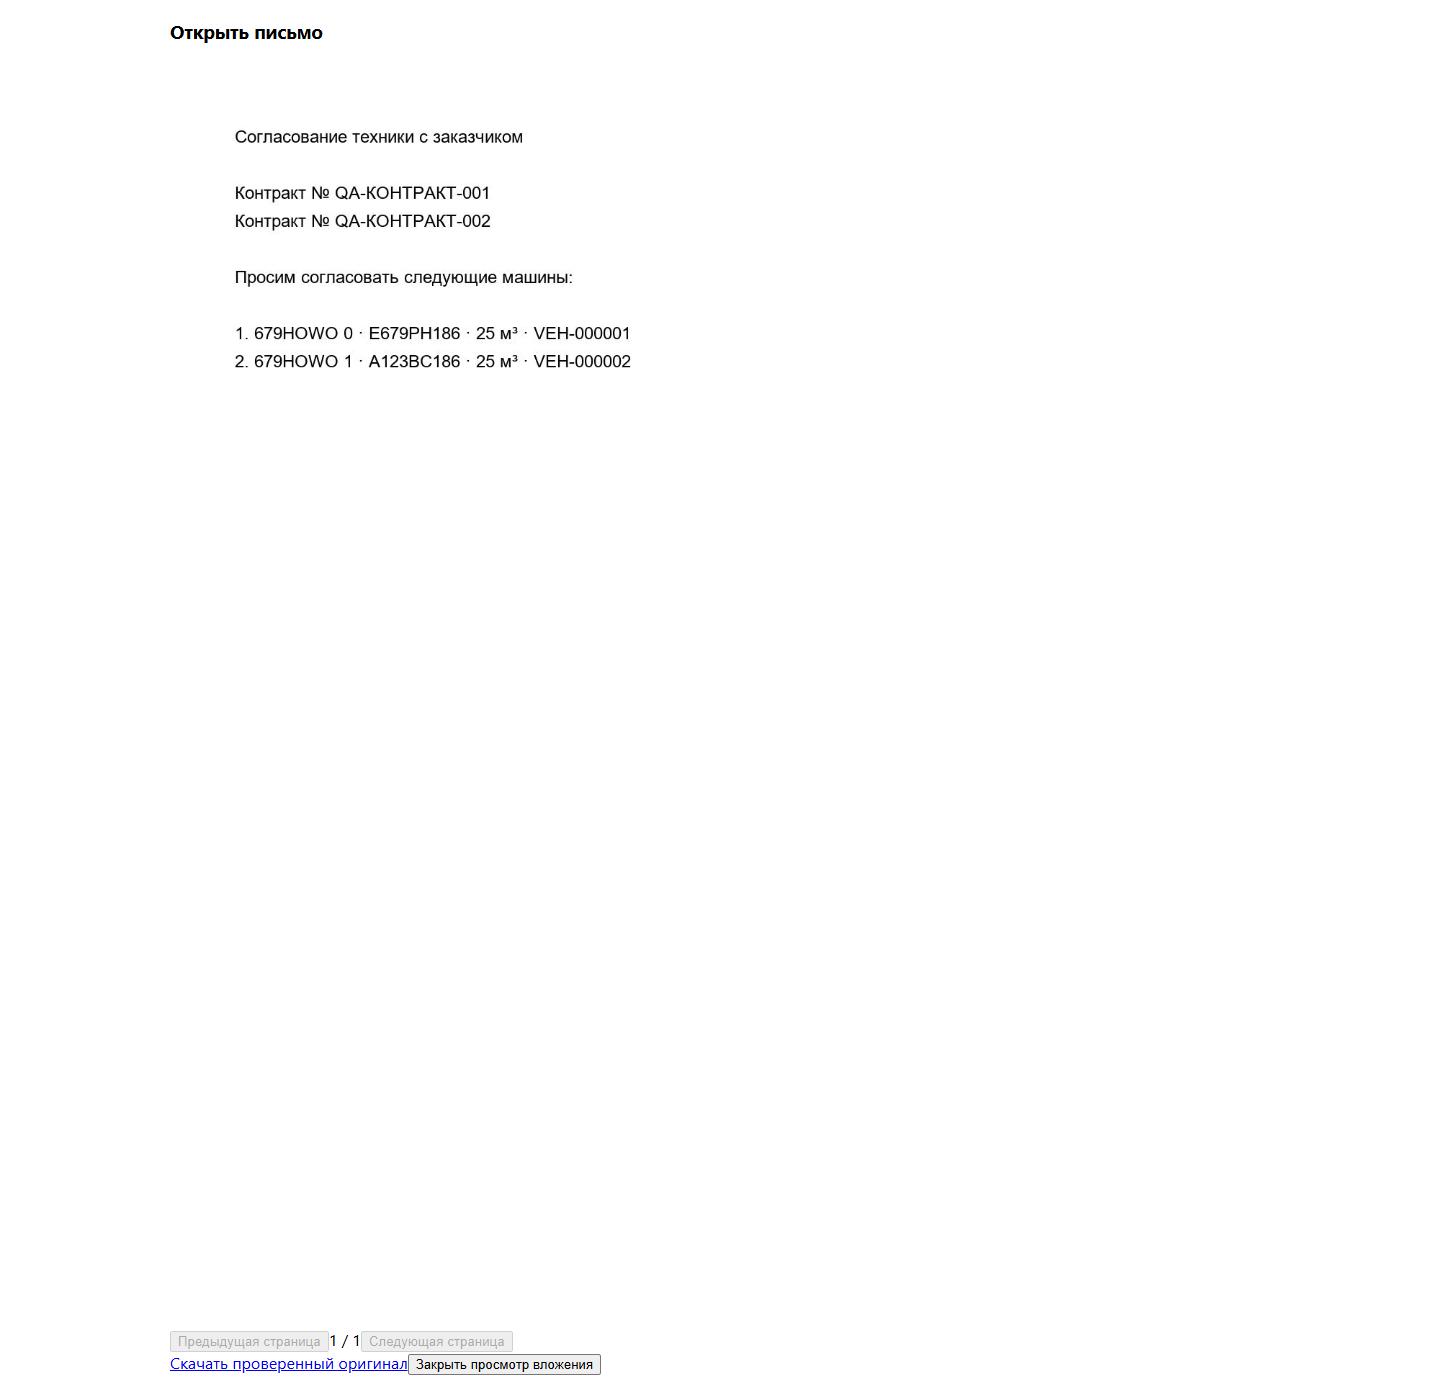 Открыть письмо
Согласование техники с заказчиком
Контракт № QA-КОНТРАКТ-001
Контракт № QA-КОНТРАКТ-002
Просим согласовать следующие машины:
1. 679HOWO 0 · Е679РН186 · 25 м³ · VEH-000001
2. 679HOWO 1 · А123ВС186 · 25 м³ · VEH-000002
Предыдущая страница 1 / 1 Следующая страница
Скачать проверенный оригинал Закрыть просмотр вложения